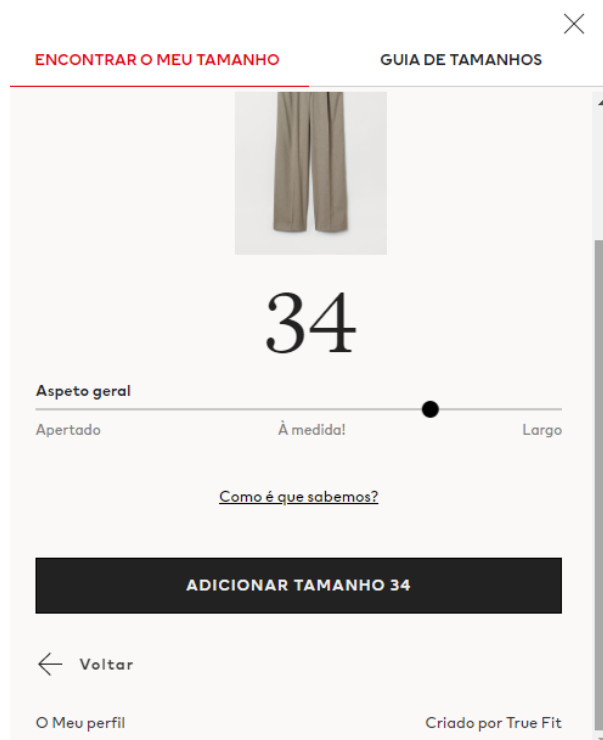 ENCONTRAR O MEU TAMANHO
GUIA DE TAMANHOS
34
Aspeto geral
Apertado
À medida!
Largo
Como é que sabemos?
ADICIONAR TAMANHO 34
Voltar
O Meu perfil
Criado por True Fit